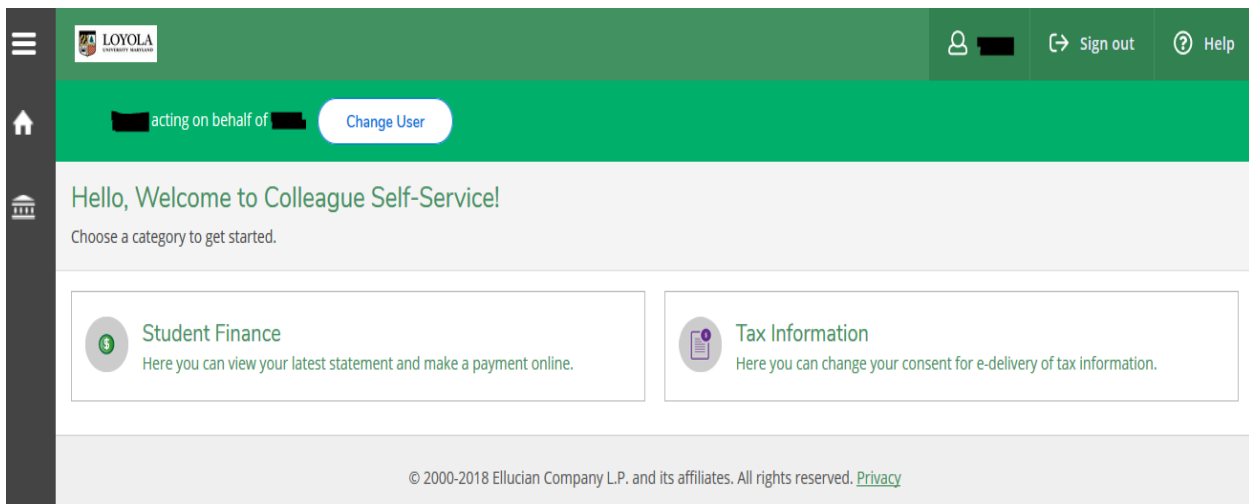 LOYOLA
UNIVERSITY MARYLAND
Sign out
Help
acting on behalf of
Change User
Hello, Welcome to Colleague Self-Service!
Choose a category to get started.
Student Finance
Here you can view your latest statement and make a payment online.
Tax Information
Here you can change your consent for e-delivery of tax information.
© 2000-2018 Ellucian Company L.P. and its affiliates. All rights reserved. Privacy